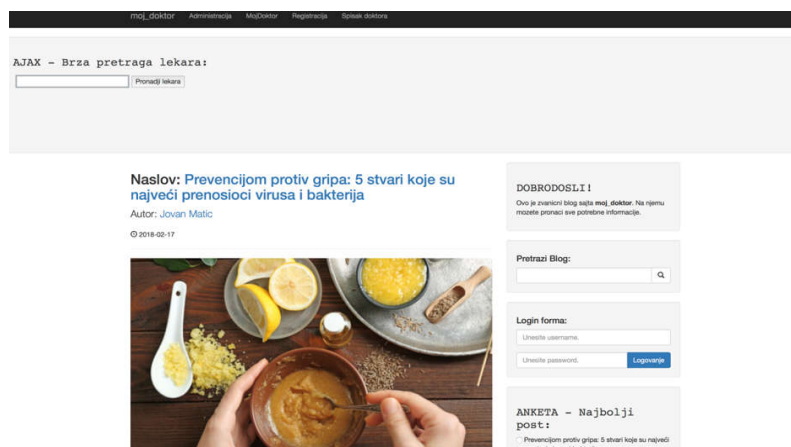 moj_doktor Administracija MojDoktor Registracija Spisak doktora
AJAX - Brza pretraga lekara:
Pronadji lekara
Naslov: Prevencijom protiv gripa: 5 stvari koje su
najveći prenosioci virusa i bakterija
Autor: Jovan Matic
2018-02-17
DOBRODOSLI!
Ovo je zvanicni blog sajta moj_doktor. Na njemu
mozete pronaci sve potrebne informacije.
Pretrazi Blog:
Login forma:
Unesite username.
Unesite password. Logovanje
ANKETA - Najbolji
post:
Prevencijom protiv gripa: 5 stvari koje su najveći